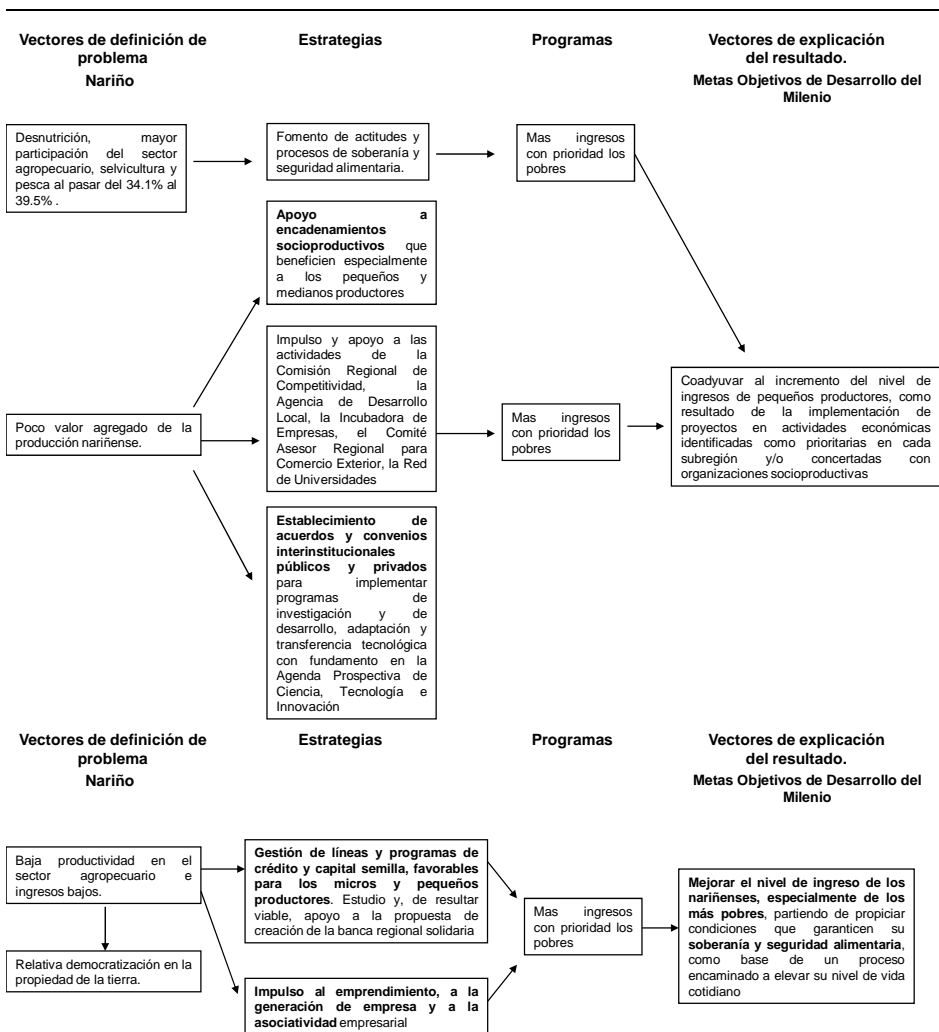 Vectores de definición de
problema
Nariño
Estrategias
Programas
Vectores de explicación
del resultado.
Metas Objetivos de Desarrollo del
Milenio
Desnutrición, mayor
participación del sector
agropecuario, selvicultura y
pesca al pasar del 34.1% al
39.5% .
Fomento de actitudes y
procesos de soberanía y
seguridad alimentaria.
Mas ingresos
con prioridad los
pobres
Apoyo a
encadenamientos
socioproductivos que
beneficien especialmente
a los pequeños y
medianos productores
Poco valor agregado de la
producción nariñense.
Impulso y apoyo a las
actividades de la
Comisión Regional de
Competitividad, la
Agencia de Desarrollo
Local, la Incubadora de
Empresas, el Comité
Asesor Regional para
Comercio Exterior, la Red
de Universidades
Mas ingresos
con prioridad los
pobres
Coadyuvar al incremento del nivel de
ingresos de pequeños productores, como
resultado de la implementación de
proyectos en actividades económicas
identificadas como prioritarias en cada
subregión y/o concertadas con
organizaciones socioproductivas
Establecimiento de
acuerdos y convenios
interinstitucionales
públicos y privados
para implementar
programas de
investigación y de
desarrollo, adaptación y
transferencia tecnológica
con fundamento en la
Agenda Prospectiva de
Ciencia, Tecnología e
Innovación
Vectores de definición de
problema
Nariño
Estrategias
Programas
Vectores de explicación
del resultado.
Metas Objetivos de Desarrollo del
Milenio
Baja productividad en el
sector agropecuario e
ingresos bajos.
Relativa democratización en la
propiedad de la tierra.
Gestión de líneas y programas de
crédito y capital semilla, favorables
para los micros y pequeños
productores. Estudio y, de resultar
viable, apoyo a la propuesta de
creación de la banca regional solidaria
Impulso al emprendimiento, a la
generación de empresa y a la
asociatividad empresarial
Mas ingresos
con prioridad los
pobres
Mejorar el nivel de ingreso de los
nariñenses, especialmente de los
más pobres, partiendo de propiciar
condiciones que garanticen su
soberanía y seguridad alimentaria,
como base de un proceso
encaminado a elevar su nivel de vida
cotidiano